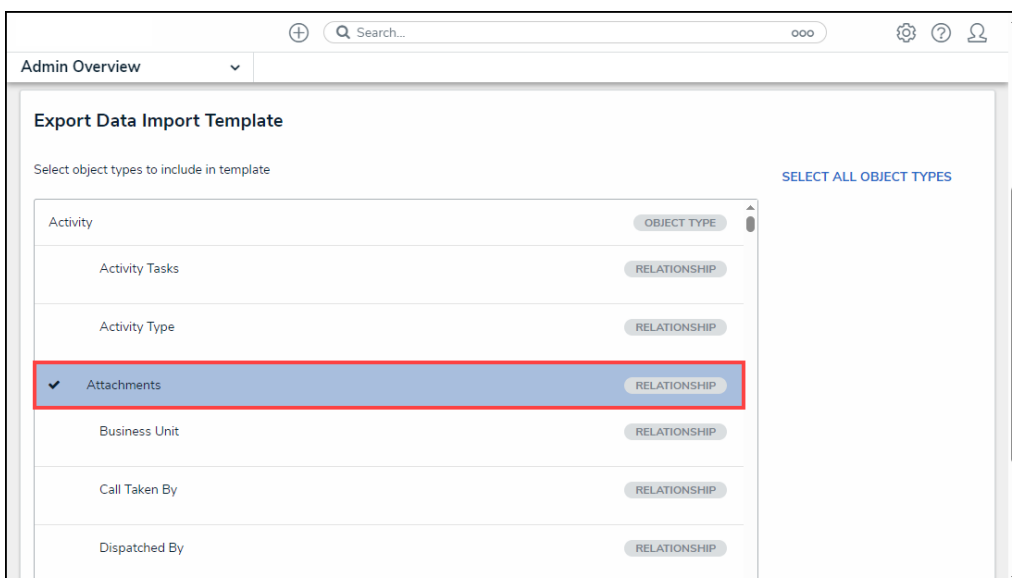 Search...
ooo
Admin Overview
Export Data Import Template
Select object types to include in template
SELECT ALL OBJECT TYPES
Activity OBJECT TYPE
Activity Tasks RELATIONSHIP
Activity Type RELATIONSHIP
Attachments RELATIONSHIP
Business Unit RELATIONSHIP
Call Taken By RELATIONSHIP
Dispatched By RELATIONSHIP